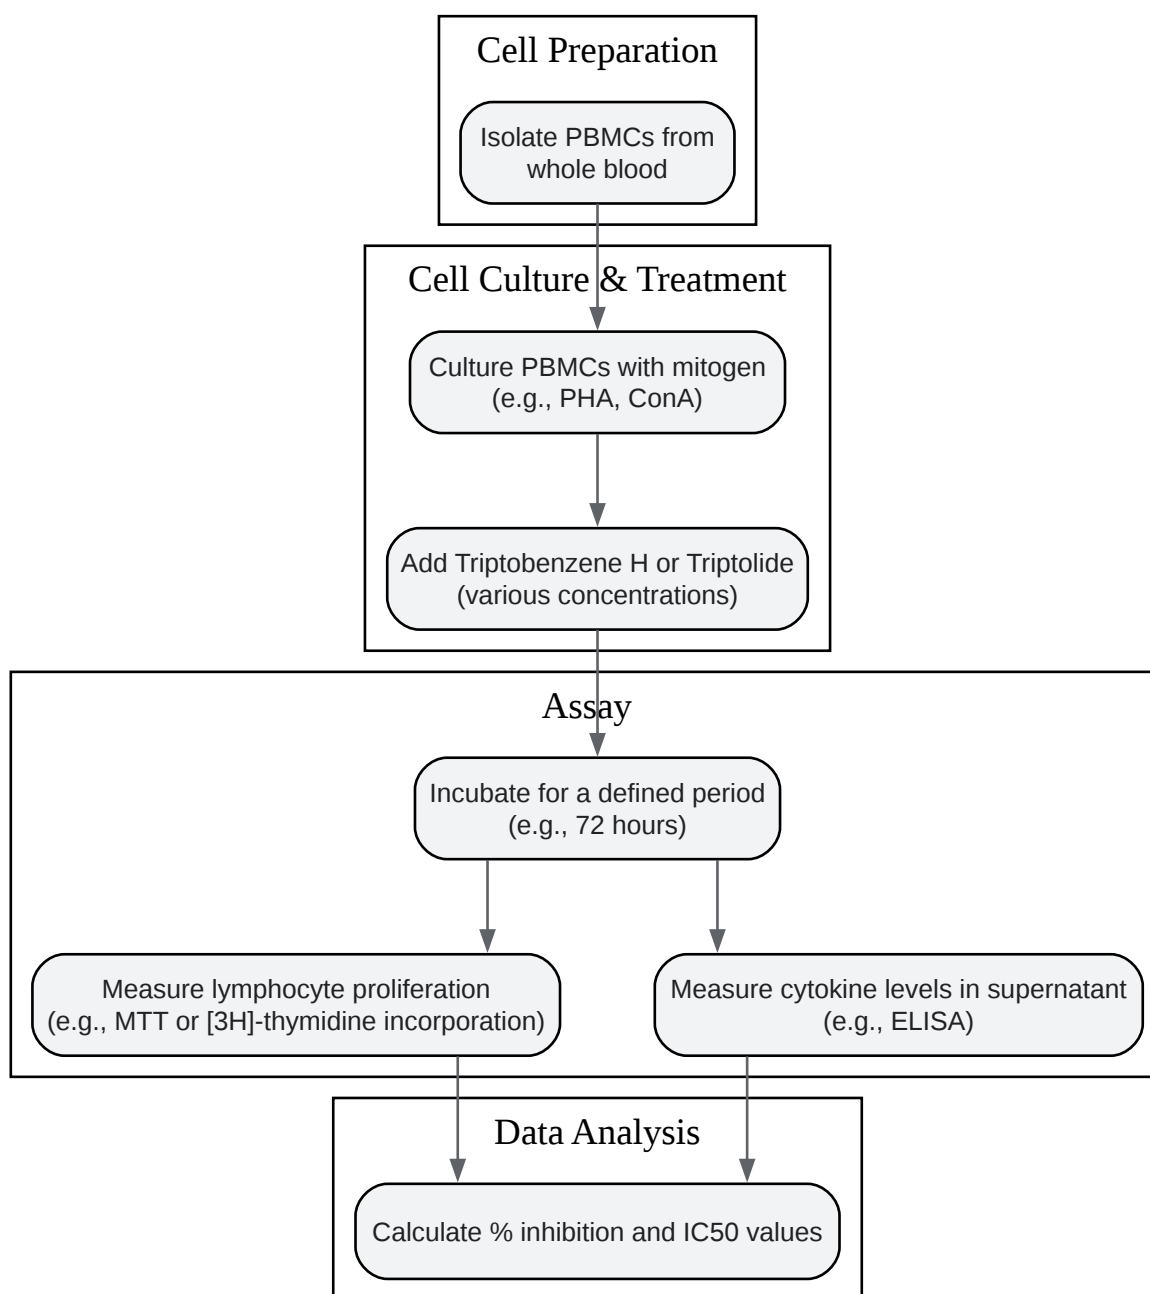 Cell Preparation
Isolate PBMCs from
whole blood
Cell Culture & Treatment
Culture PBMCs with mitogen
(e.g., PHA, ConA)
Add Triptobenzene H or Triptolide
(various concentrations)
Assay
Incubate for a defined period
(e.g., 72 hours)
Measure lymphocyte proliferation
(e.g., MTT or [3H]-thymidine incorporation)
Measure cytokine levels in supernatant
(e.g., ELISA)
Data Analysis
Calculate % inhibition and IC50 values